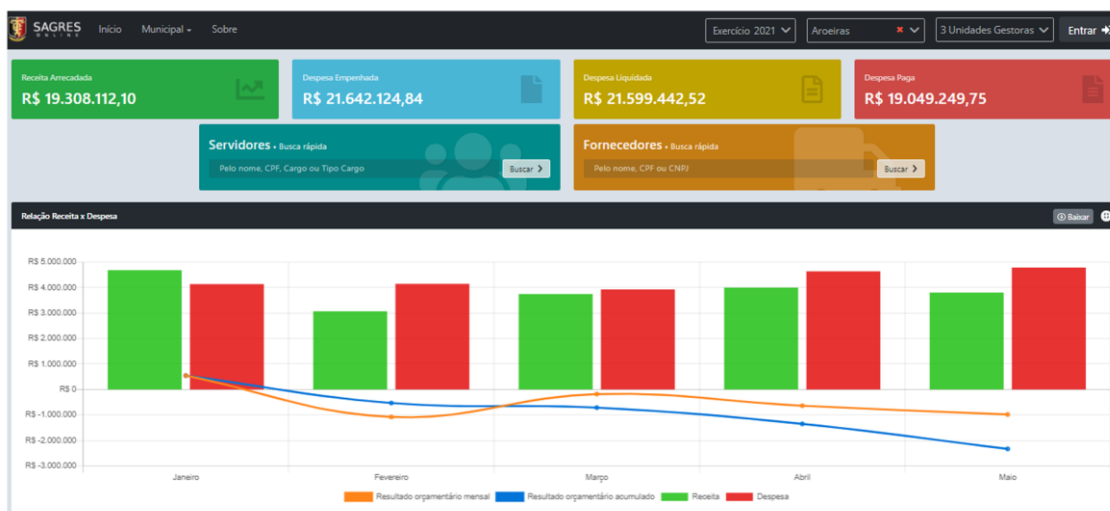 SAGRES ONLINE Início Municipal Sobre Exercício 2021 Aroeiras 3 Unidades Gestoras Entrar
Receita Arrecadada
R$ 19.308.112,10
Despesa Empenhada
R$ 21.642.124,84
Despesa Liquidada
R$ 21.599.442,52
Despesa Paga
R$ 19.049.249,75
Servidores • Busca rápida
Pelo nome, CPF, Cargo ou Tipo Cargo Buscar
Fornecedores • Busca rápida
Pelo nome, CPF ou CNPJ Buscar
Relação Receita x Despesa Baixar
R$ 5.000.000
R$ 4.000.000
R$ 3.000.000
R$ 2.000.000
R$ 1.000.000
R$ 0
R$ -1.000.000
R$ -2.000.000
R$ -3.000.000
Janeiro Fevereiro Março Abril Maio
Resultado orçamentário mensal Resultado orçamentário acumulado Receita Despesa